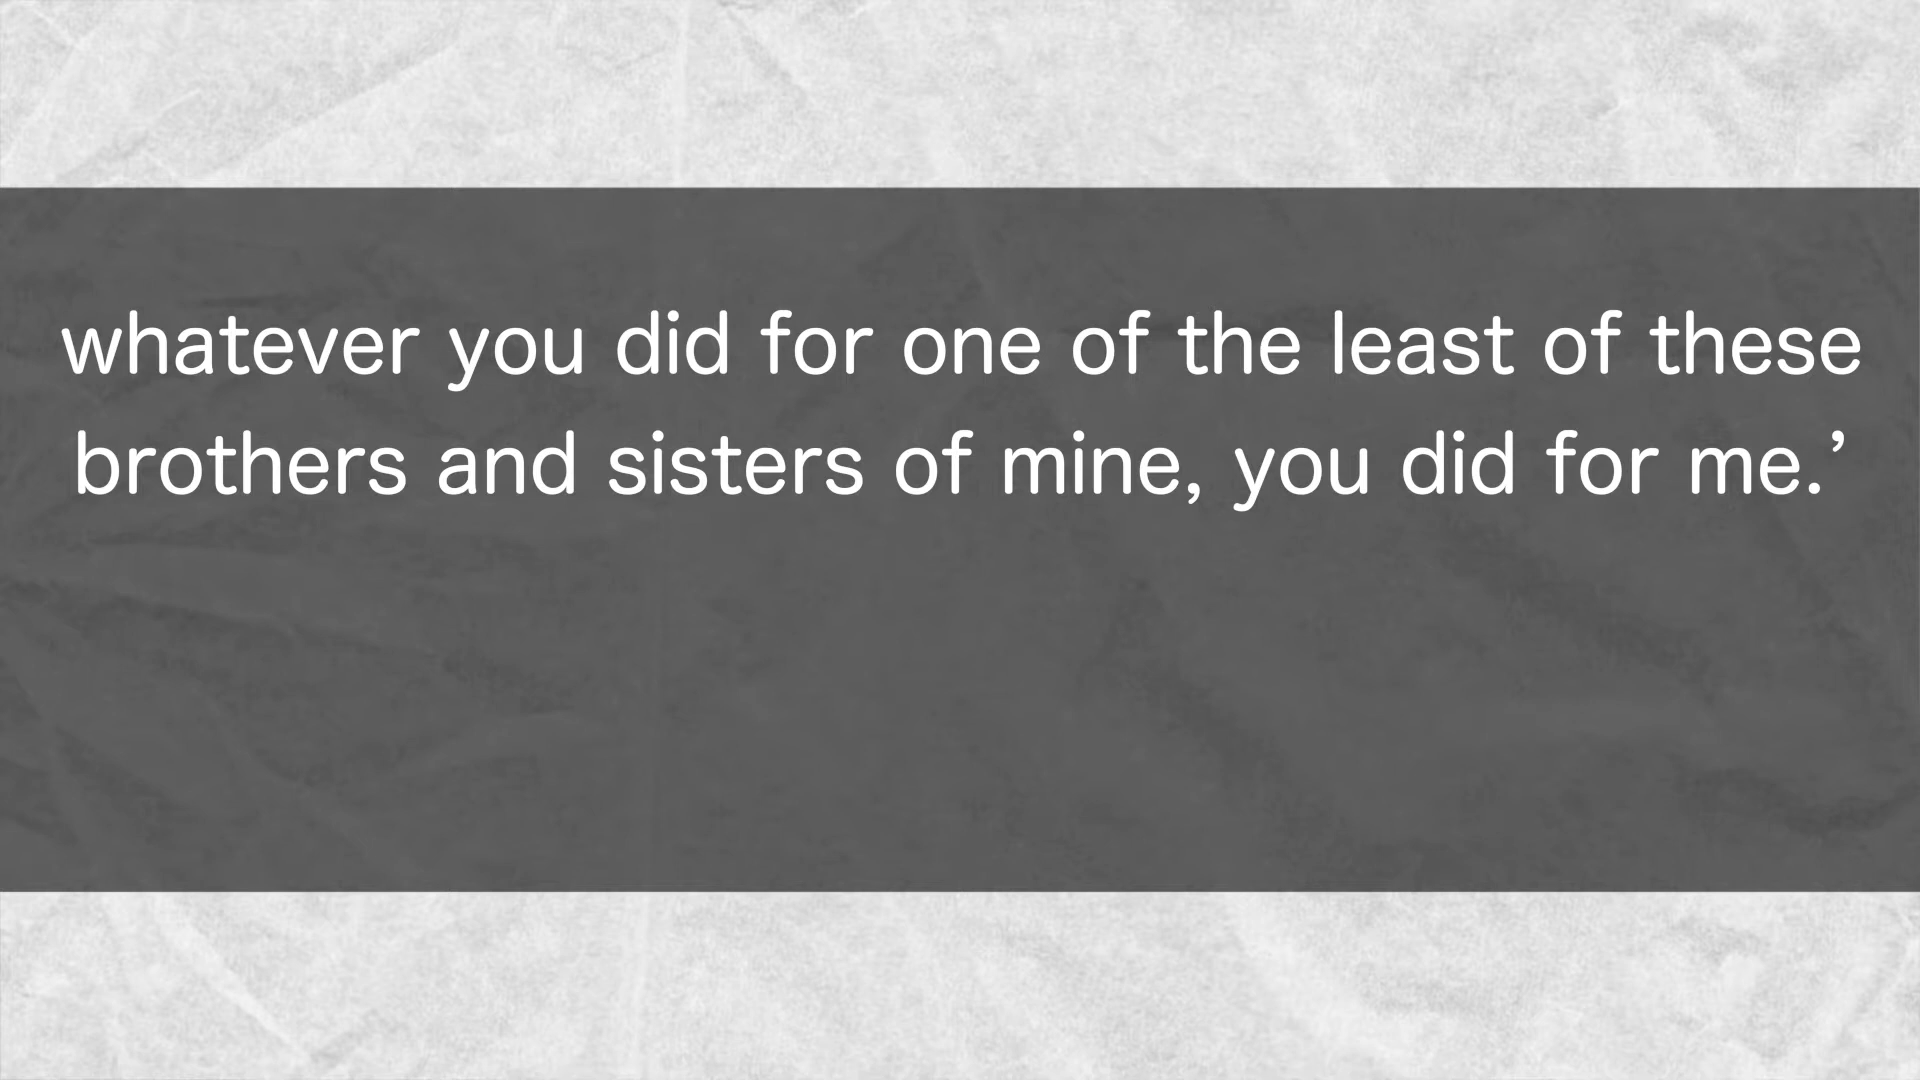 whatever you did for one of the least of these
brothers and sisters of mine, you did for me.’